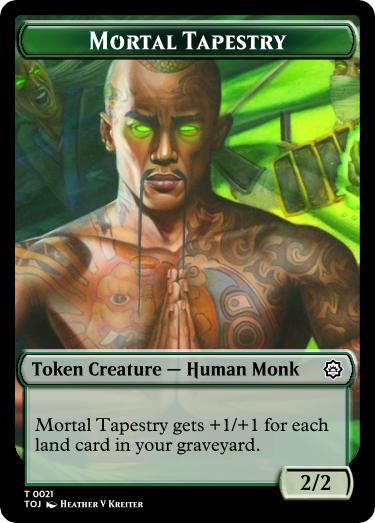 Mortal Tapestry
Token Creature — Human Monk
Mortal Tapestry gets +1/+1 for each
land card in your graveyard.
2/2
T 0021
TOJ Heather V Kreiter